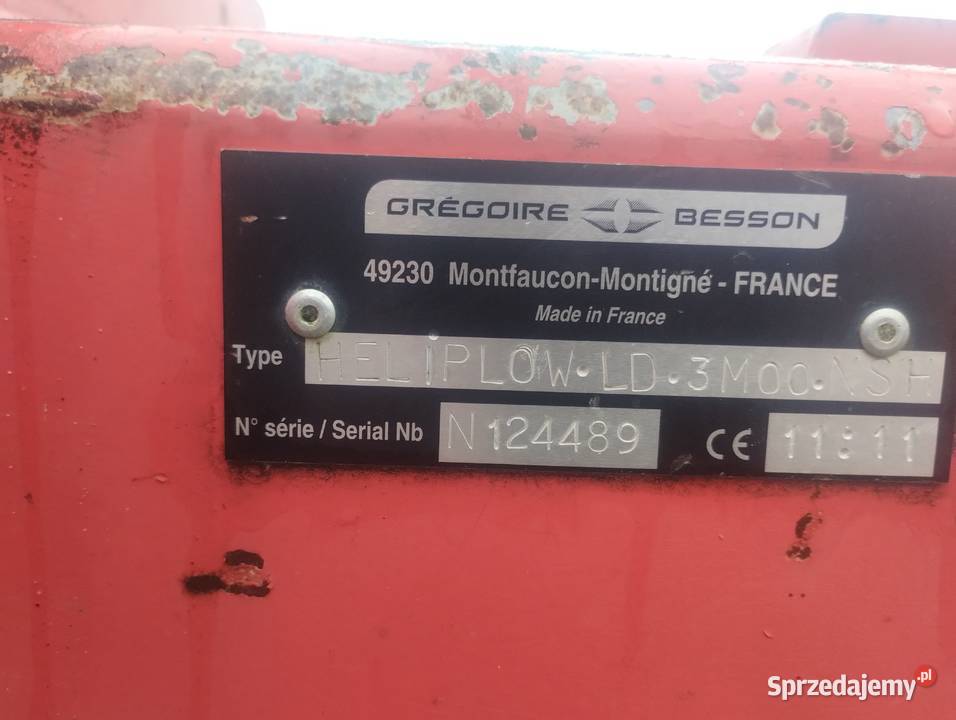 GRÉGOIRE BESSON
49230 Montfaucon-Montigné - FRANCE
Made in France
Type HELIPLOW.LD.3M00.NSH
N° série / Serial Nb N124489 CE 11:11
Sprzedajemy.pl